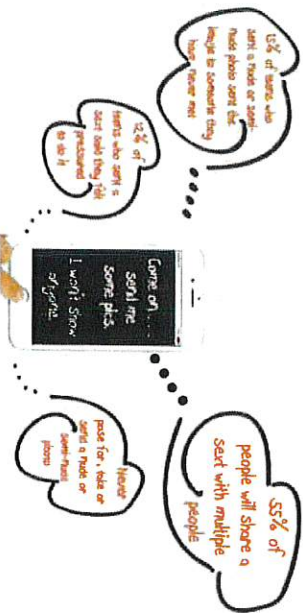 15% of teens who
sent a nude or semi-
nude photo sent the
image to someone they
have never met
55% of
people will share a
sext with multiple
people
Come on...
send me
some pics.
I won't show
anyone
12% of
teens who sent a
sext said they felt
pressured
to do it
Never
pose for, take or
send a nude or
semi-nude
photo